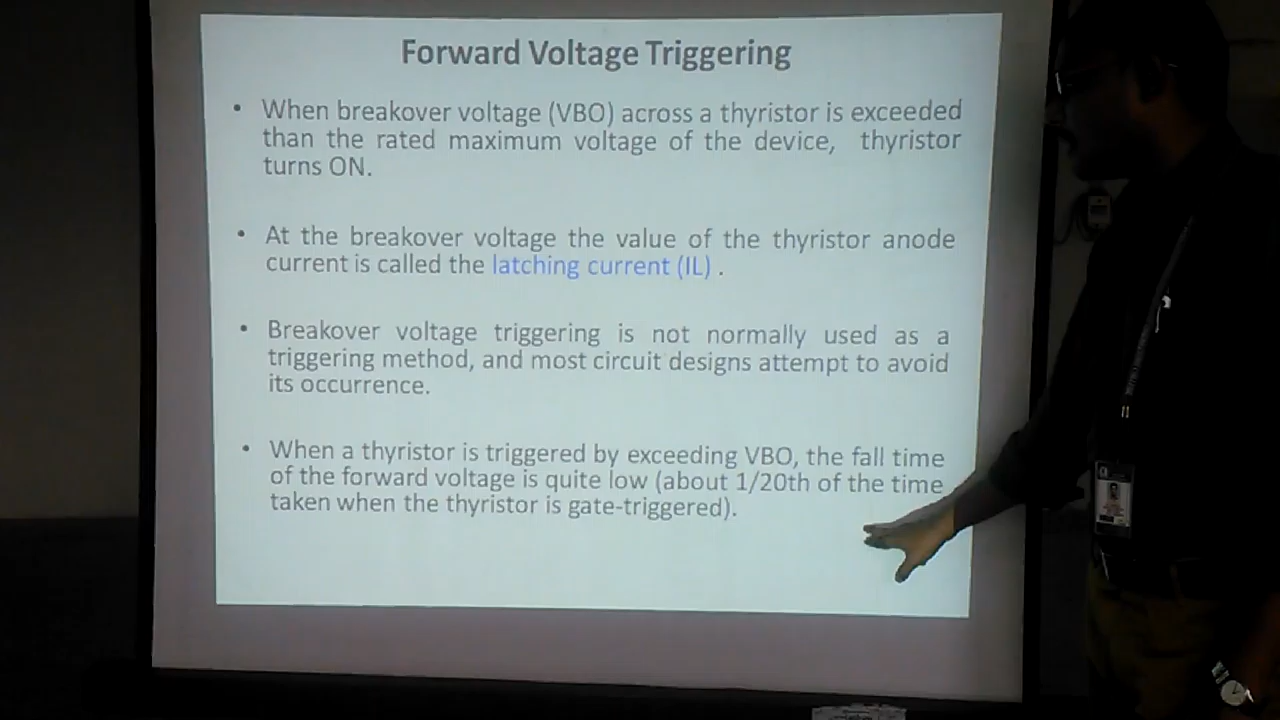 Forward Voltage Triggering
• When breakover voltage (VBO) across a thyristor is exceeded
than the rated maximum voltage of the device, thyristor
turns ON.
• At the breakover voltage the value of the thyristor anode
current is called the latching current (IL) .
• Breakover voltage triggering is not normally used as a
triggering method, and most circuit designs attempt to avoid
its occurrence.
• When a thyristor is triggered by exceeding VBO, the fall time
of the forward voltage is quite low (about 1/20th of the time
taken when the thyristor is gate-triggered).